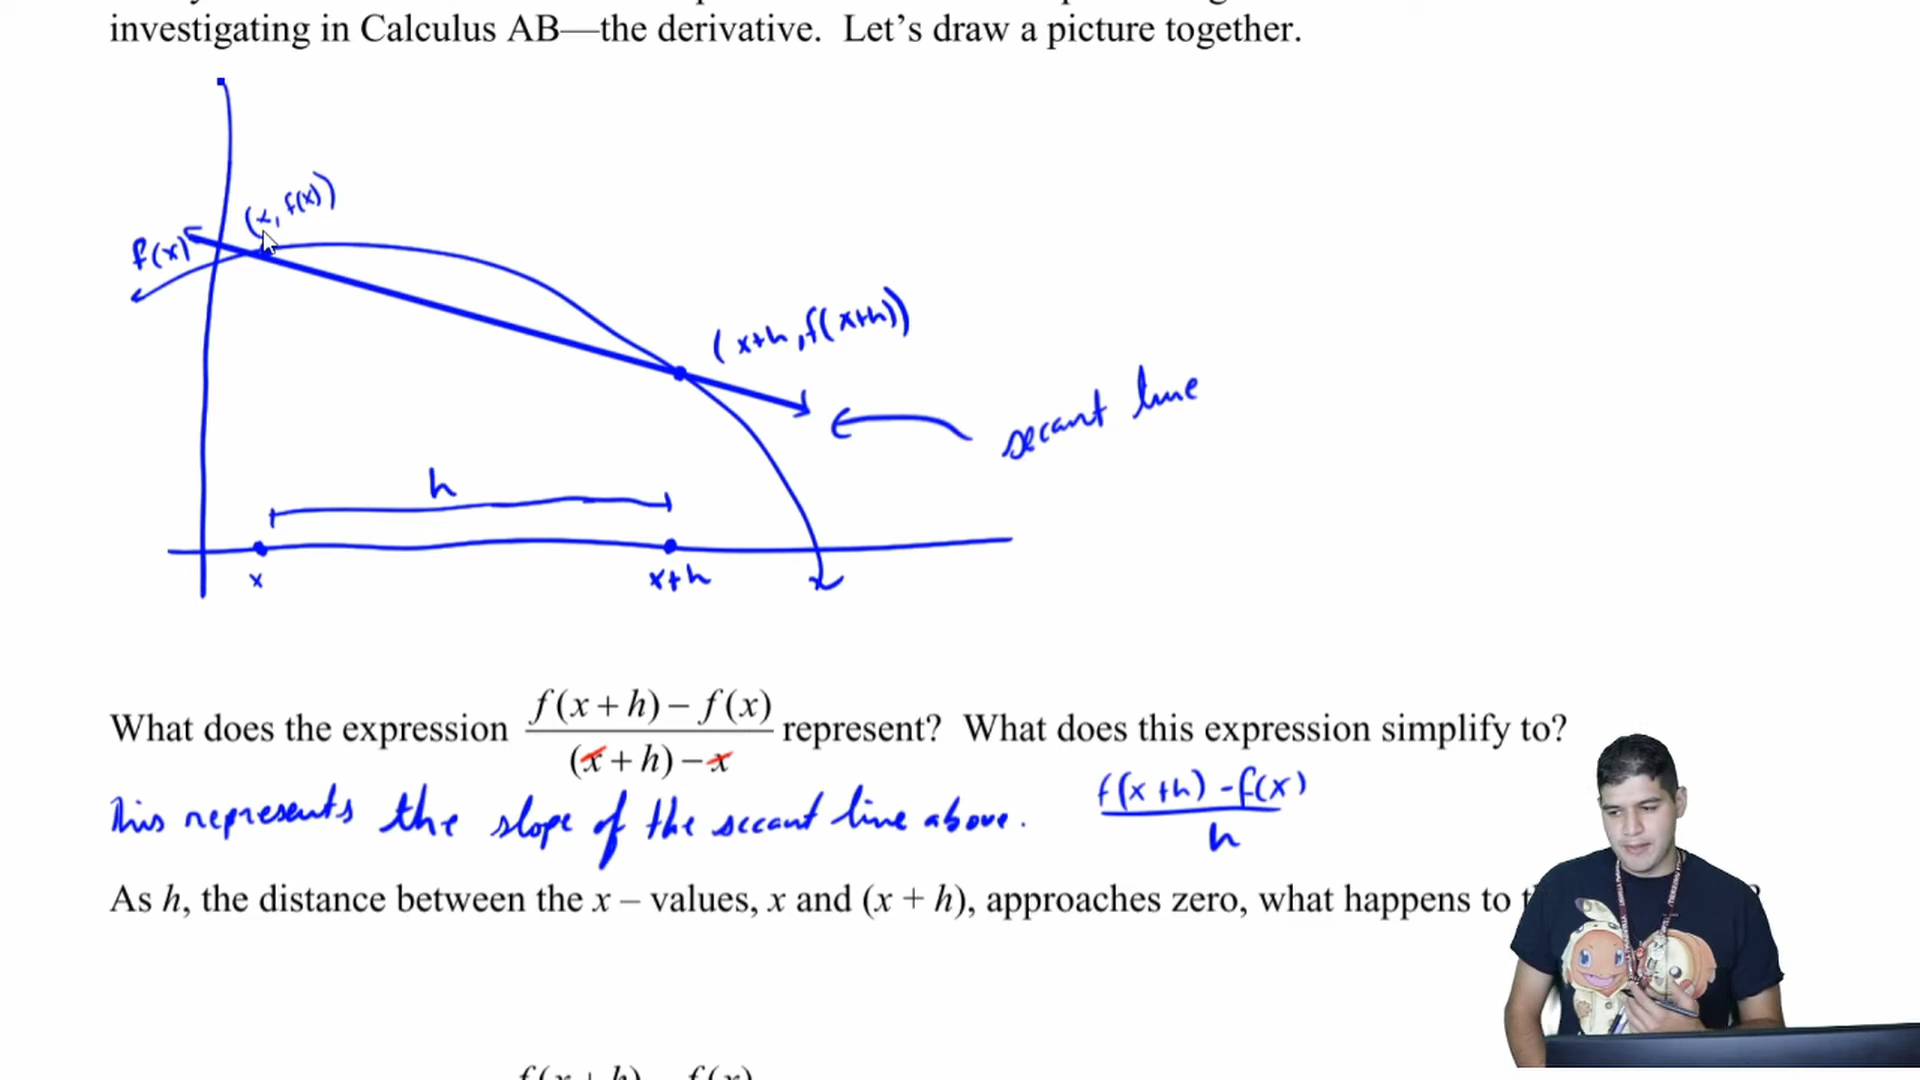 investigating in Calculus AB—the derivative. Let's draw a picture together.
(x, f(x))
f(x)
(x+h, f(x+h))
secant line
h
x
x+h
What does the expression f(x + h) − f(x) / (x + h) − x represent? What does this expression simplify to?
This represents the slope of the secant line above.
f(x+h) - f(x) / h
As h, the distance between the x – values, x and (x + h), approaches zero, what happens to
f(x + h) f(x)